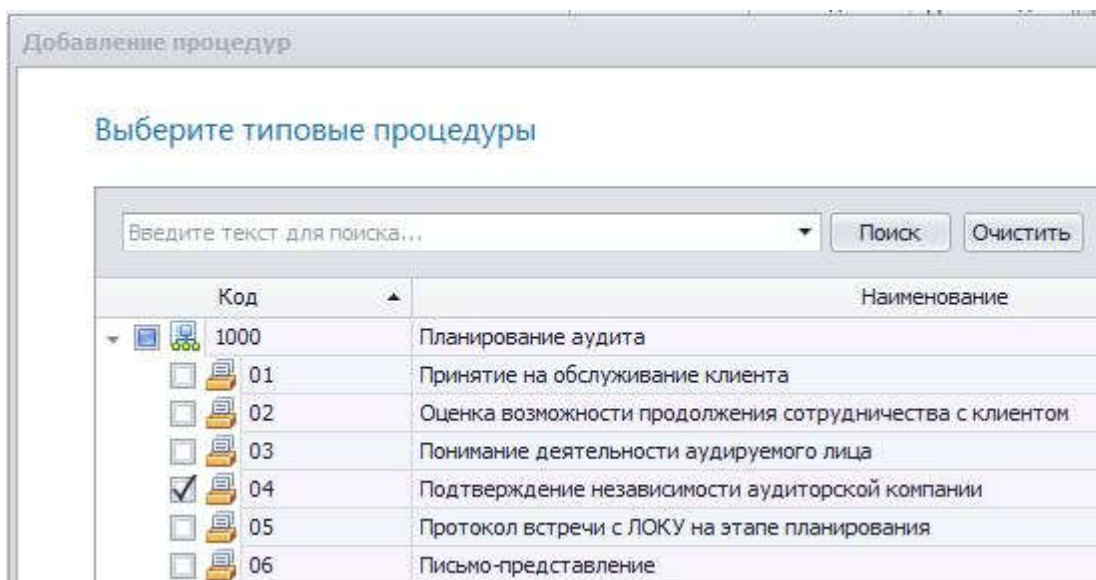 Добавление процедур
Выберите типовые процедуры
Введите текст для поиска... Поиск Очистить
Код Наименование
1000 Планирование аудита
01 Принятие на обслуживание клиента
02 Оценка возможности продолжения сотрудничества с клиентом
03 Понимание деятельности аудируемого лица
04 Подтверждение независимости аудиторской компании
05 Протокол встречи с ЛОКУ на этапе планирования
06 Письмо-представление